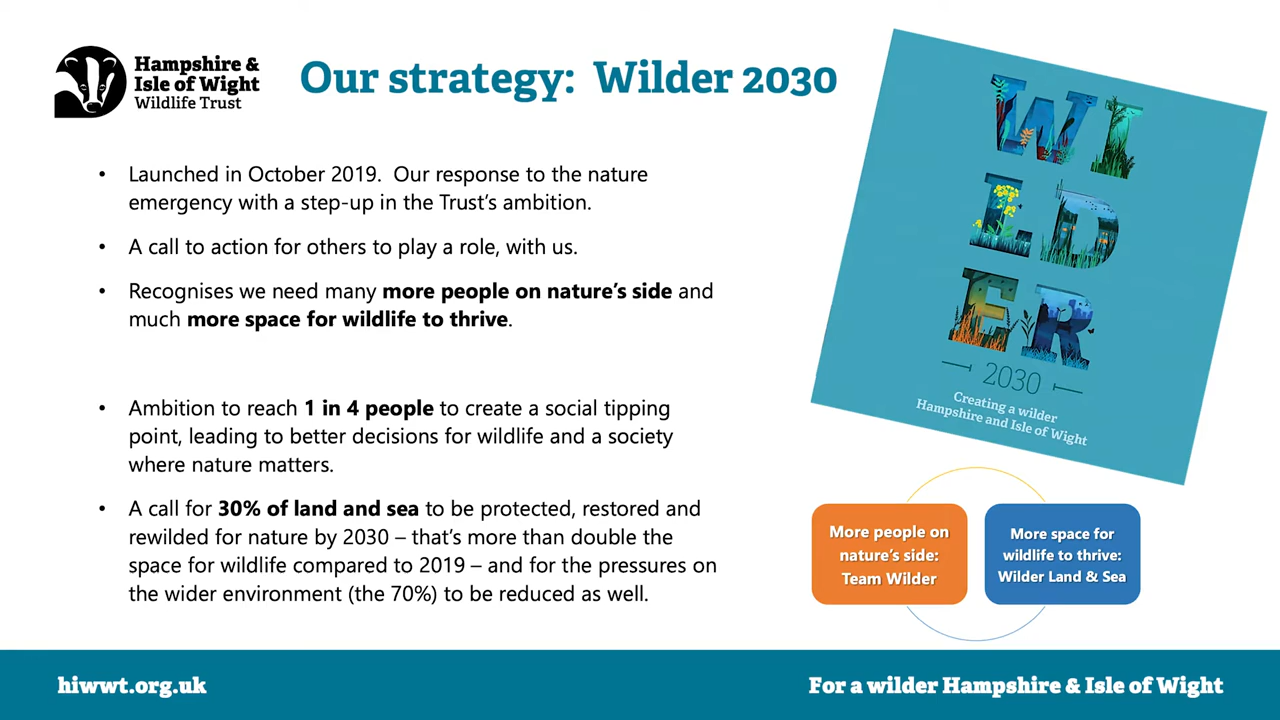 Hampshire &
Isle of Wight
Wildlife Trust
Our strategy:  Wilder 2030
• Launched in October 2019.  Our response to the nature
emergency with a step-up in the Trust’s ambition.
• A call to action for others to play a role, with us.
• Recognises we need many more people on nature’s side and
much more space for wildlife to thrive.
• Ambition to reach 1 in 4 people to create a social tipping
point, leading to better decisions for wildlife and a society
where nature matters.
• A call for 30% of land and sea to be protected, restored and
rewilded for nature by 2030 – that’s more than double the
space for wildlife compared to 2019 – and for the pressures on
the wider environment (the 70%) to be reduced as well.
WI
LD
ER
2030
Creating a wilder
Hampshire and Isle of Wight
More people on
nature’s side:
Team Wilder
More space for
wildlife to thrive:
Wilder Land & Sea
hiwwt.org.uk
For a wilder Hampshire & Isle of Wight